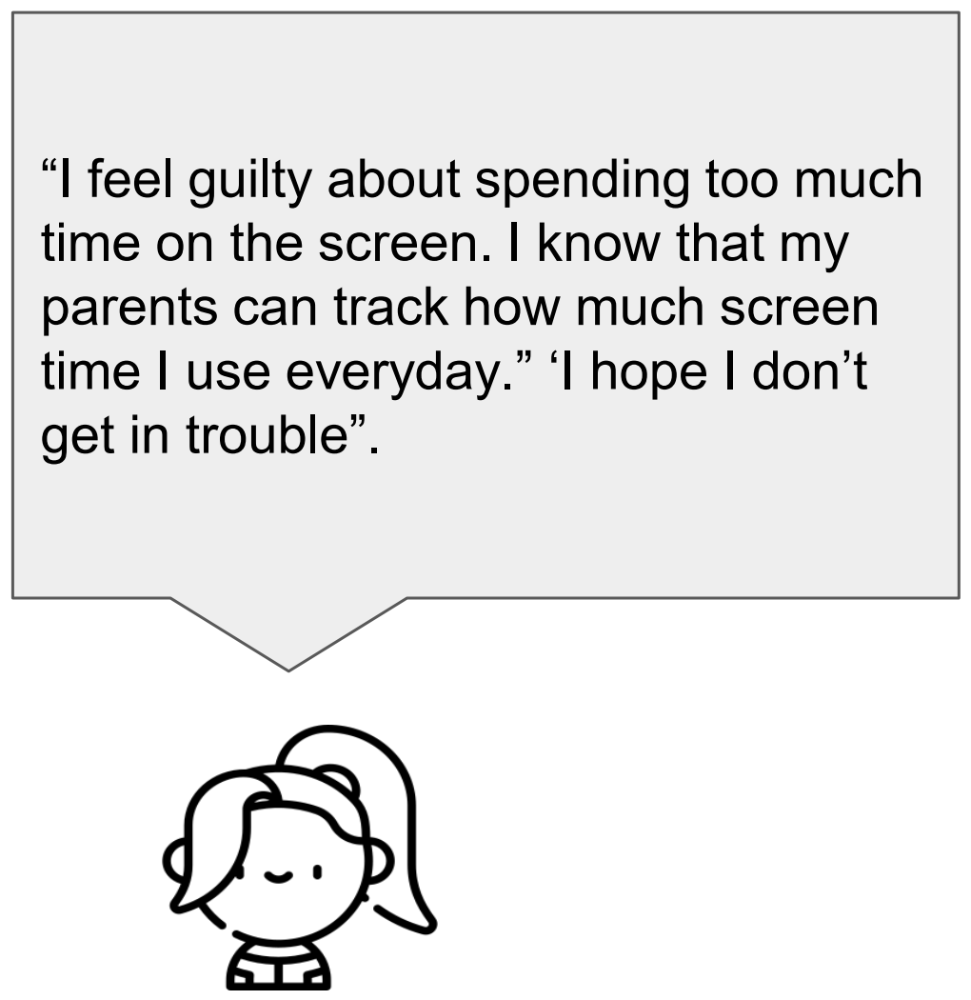 “I feel guilty about spending too much
time on the screen. I know that my
parents can track how much screen
time I use everyday.” ‘I hope I don’t
get in trouble”.